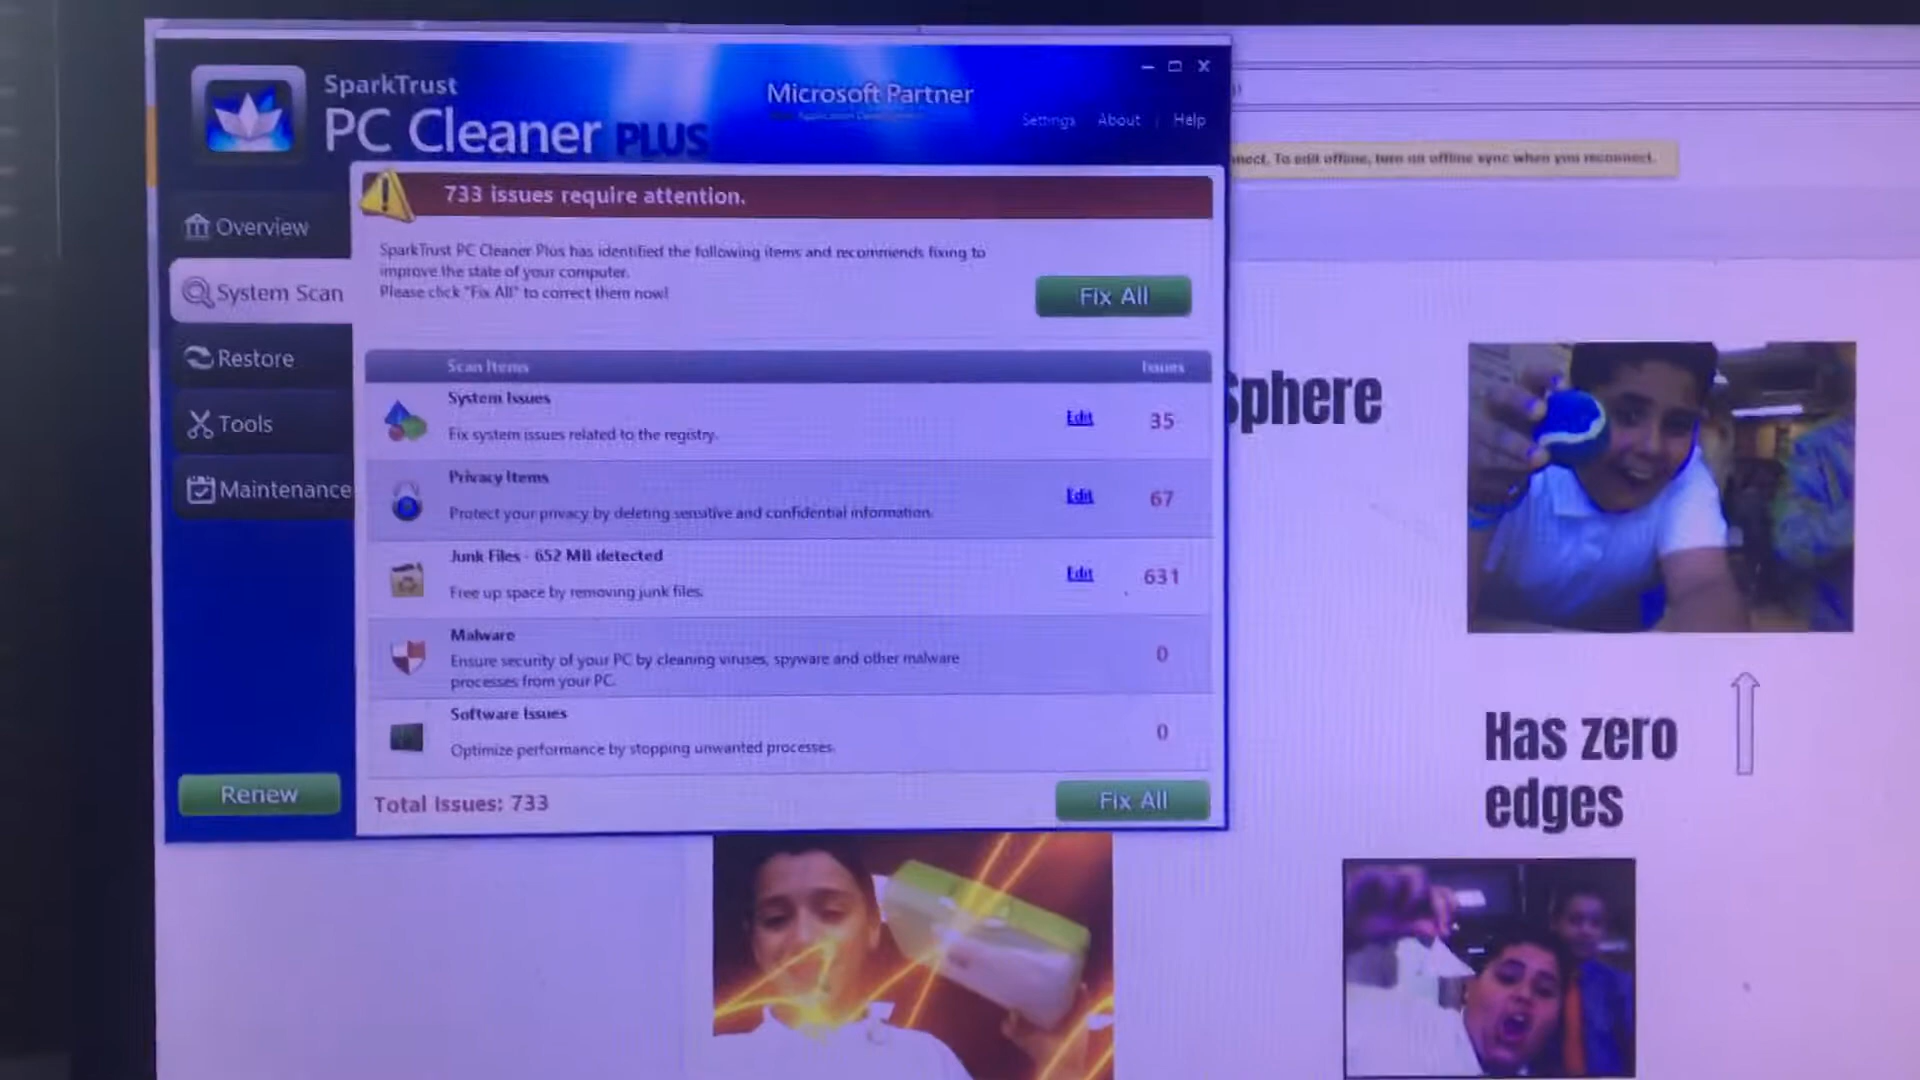 SparkTrust
PC Cleaner PLUS
Microsoft Partner
Settings
About
Help
733 issues require attention.
nect. To edit offline, turn on offline sync when you reconnect.
Overview
System Scan
Restore
Tools
Maintenance
Renew
SparkTrust PC Cleaner Plus has identified the following items and recommends fixing to
improve the state of your computer.
Please click "Fix All" to correct them now!
Fix All
Scan Items
Issues
System Issues
Fix system issues related to the registry.
Edit
35
Privacy Items
Protect your privacy by deleting sensitive and confidential information.
Edit
67
Junk Files - 652 MB detected
Free up space by removing junk files.
Edit
631
Malware
Ensure security of your PC by cleaning viruses, spyware and other malware
processes from your PC.
0
Software Issues
Optimize performance by stopping unwanted processes.
0
Total Issues: 733
Fix All
Sphere
Has zero
edges